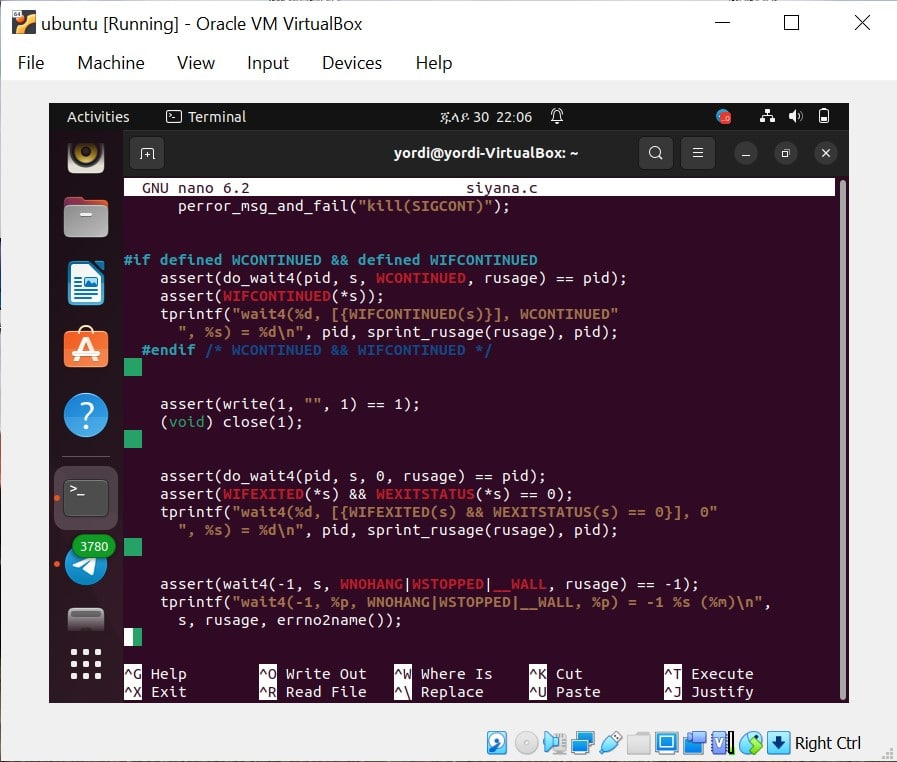 ubuntu [Running] - Oracle VM VirtualBox
File Machine View Input Devices Help
Activities Terminal ጁላይ 30 22:06
yordi@yordi-VirtualBox: ~
GNU nano 6.2 siyana.c
perror_msg_and_fail("kill(SIGCONT)");
#if defined WCONTINUED && defined WIFCONTINUED
assert(do_wait4(pid, s, WCONTINUED, rusage) == pid);
assert(WIFCONTINUED(*s));
tprintf("wait4(%d, [{WIFCONTINUED(s)}], WCONTINUED"
", %s) = %d\n", pid, sprint_rusage(rusage), pid);
#endif /* WCONTINUED && WIFCONTINUED */
assert(write(1, "", 1) == 1);
(void) close(1);
assert(do_wait4(pid, s, 0, rusage) == pid);
assert(WIFEXITED(*s) && WEXITSTATUS(*s) == 0);
tprintf("wait4(%d, [{WIFEXITED(s) && WEXITSTATUS(s) == 0}], 0"
", %s) = %d\n", pid, sprint_rusage(rusage), pid);
3780
assert(wait4(-1, s, WNOHANG|WSTOPPED|__WALL, rusage) == -1);
tprintf("wait4(-1, %p, WNOHANG|WSTOPPED|__WALL, %p) = -1 %s (%m)\n",
s, rusage, errno2name());
^G Help ^O Write Out ^W Where Is ^K Cut ^T Execute
^X Exit ^R Read File ^\ Replace ^U Paste ^J Justify
Right Ctrl